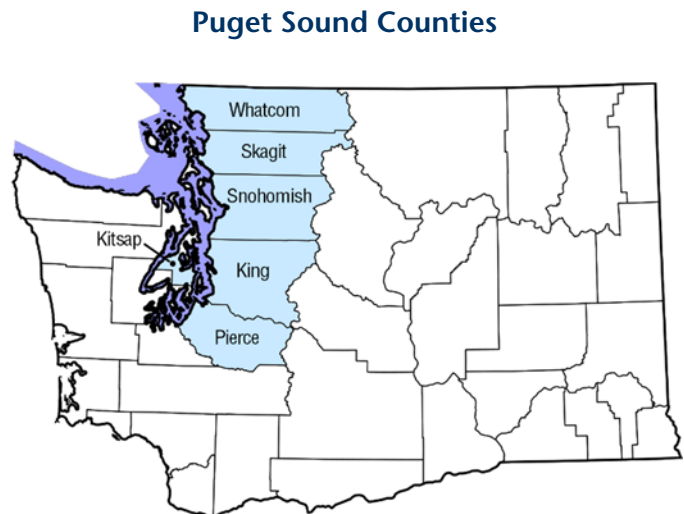 Puget Sound Counties
Whatcom
Skagit
Snohomish
Kitsap
King
Pierce